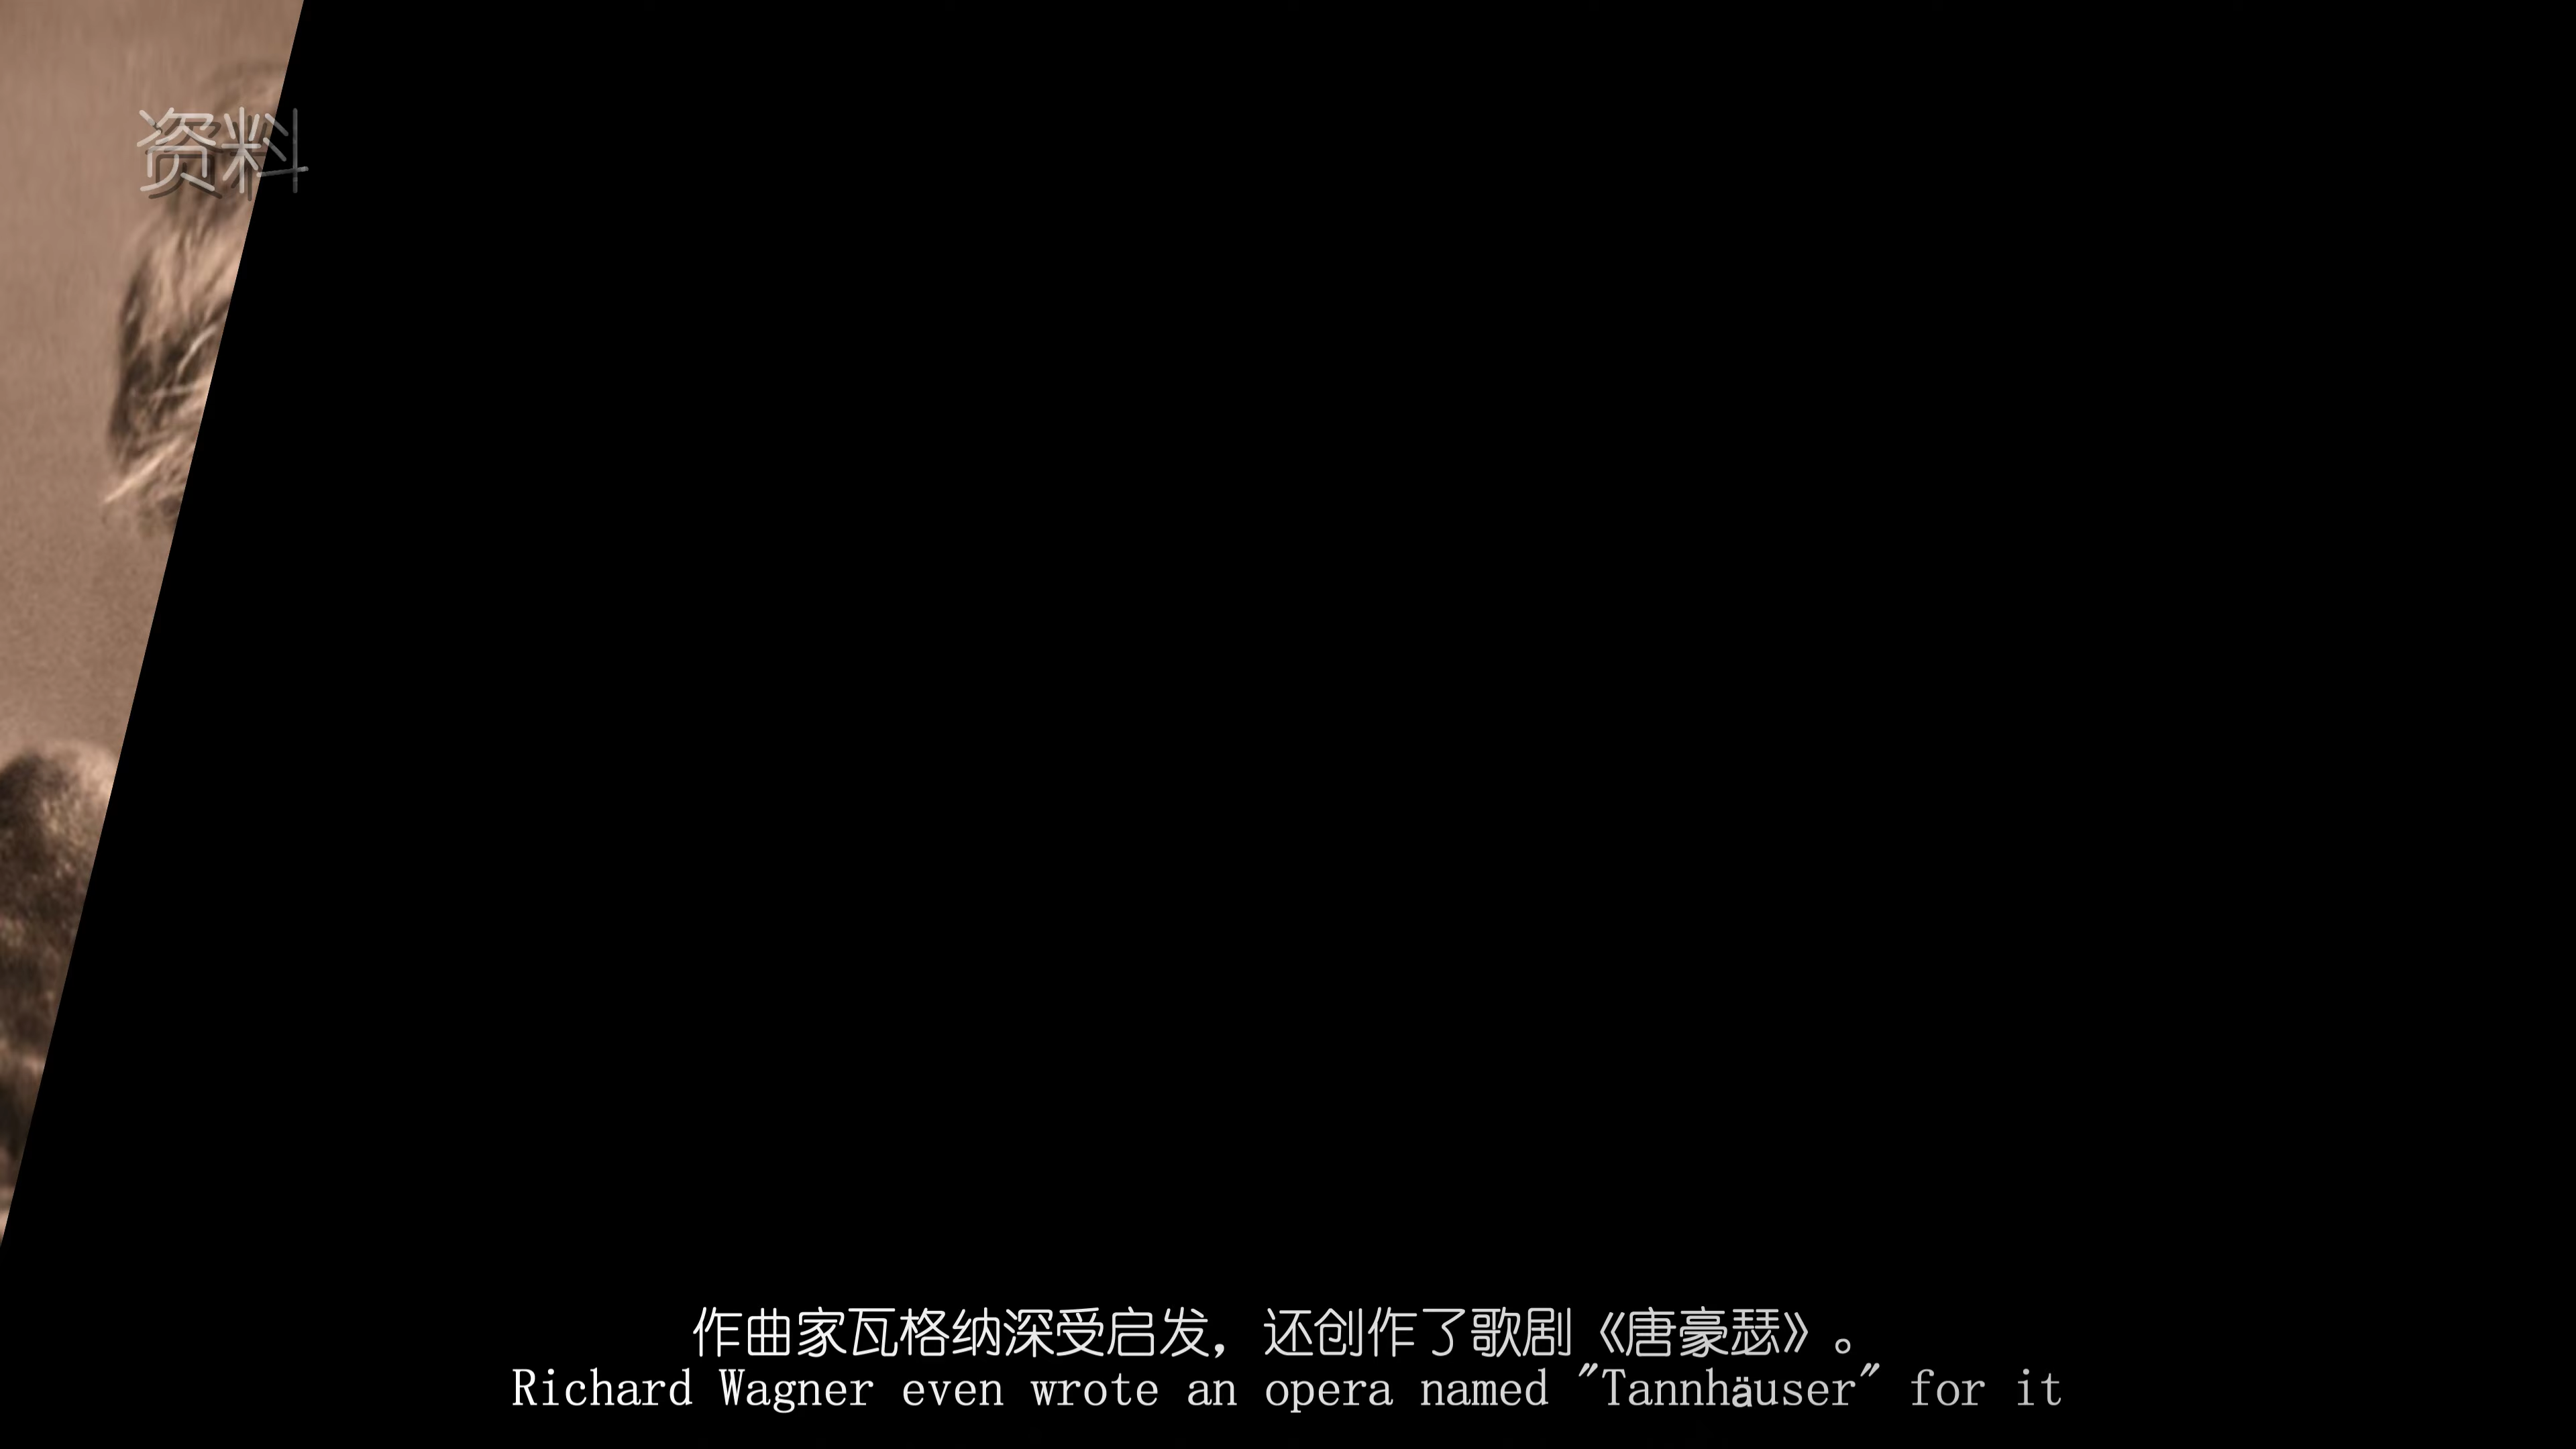 资料
作曲家瓦格纳深受启发，还创作了歌剧《唐豪瑟》。
Richard Wagner even wrote an opera named "Tannhäuser" for it